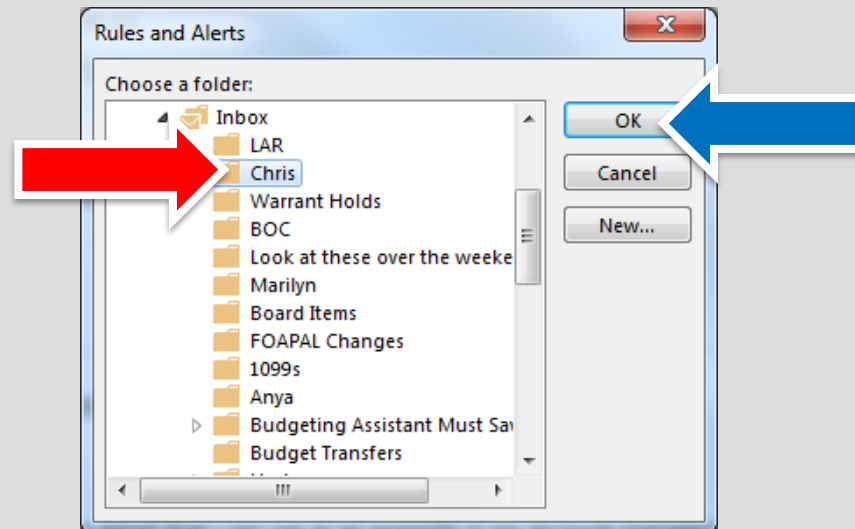 Rules and Alerts
Choose a folder:
Inbox
LAR
Chris
Warrant Holds
BOC
Look at these over the weeke
Marilyn
Board Items
FOAPAL Changes
1099s
Anya
Budgeting Assistant Must Sav
Budget Transfers
OK
Cancel
New...